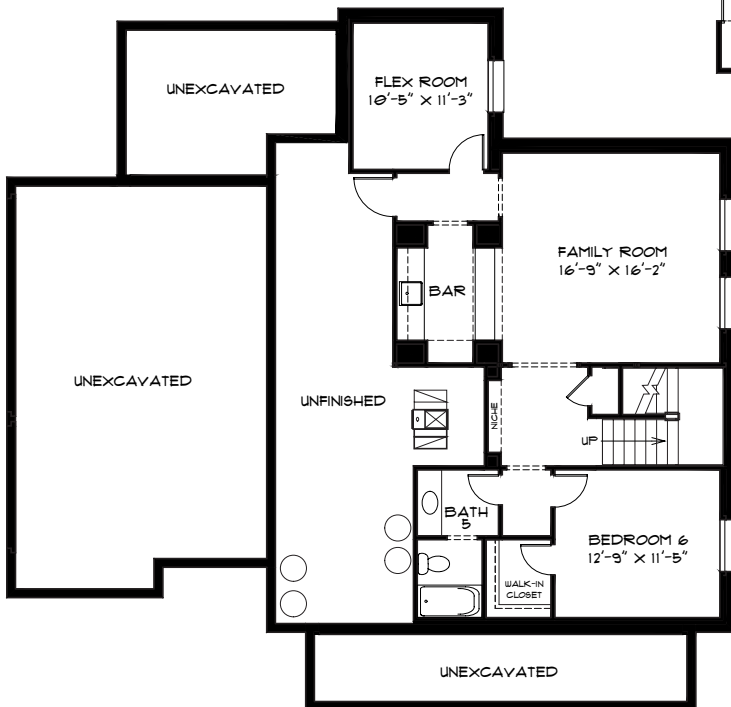 UNEXCAVATED
FLEX ROOM
10'-5" X 11'-3"
FAMILY ROOM
16'-9" X 16'-2"
BAR
UNEXCAVATED
UNFINISHED
NICHE
UP
BATH
5
BEDROOM 6
12'-9" X 11'-5"
WALK-IN
CLOSET
UNEXCAVATED